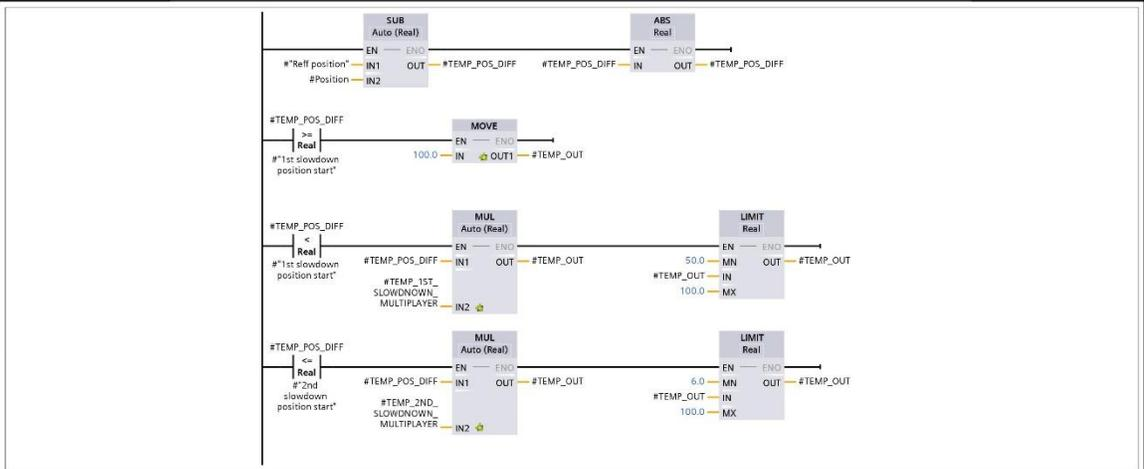 SUB
Auto (Real)
EN ENO
#"Reff position" IN1 OUT #TEMP_POS_DIFF
#Position IN2
ABS
Real
EN ENO
#TEMP_POS_DIFF IN OUT #TEMP_POS_DIFF
#TEMP_POS_DIFF
>=
Real
#"1st slowdown
position start"
MOVE
EN ENO
100.0 IN OUT1 #TEMP_OUT
#TEMP_POS_DIFF
<
Real
#"1st slowdown
position start"
MUL
Auto (Real)
EN ENO
#TEMP_POS_DIFF IN1 OUT #TEMP_OUT
#TEMP_1ST_
SLOWDNOWN_
MULTIPLAYER IN2
LIMIT
Real
EN ENO
50.0 MN OUT #TEMP_OUT
#TEMP_OUT IN
100.0 MX
#TEMP_POS_DIFF
<=
Real
#"2nd
slowdown
position start"
MUL
Auto (Real)
EN ENO
#TEMP_POS_DIFF IN1 OUT #TEMP_OUT
#TEMP_2ND_
SLOWDNOWN_
MULTIPLAYER IN2
LIMIT
Real
EN ENO
6.0 MN OUT #TEMP_OUT
#TEMP_OUT IN
100.0 MX